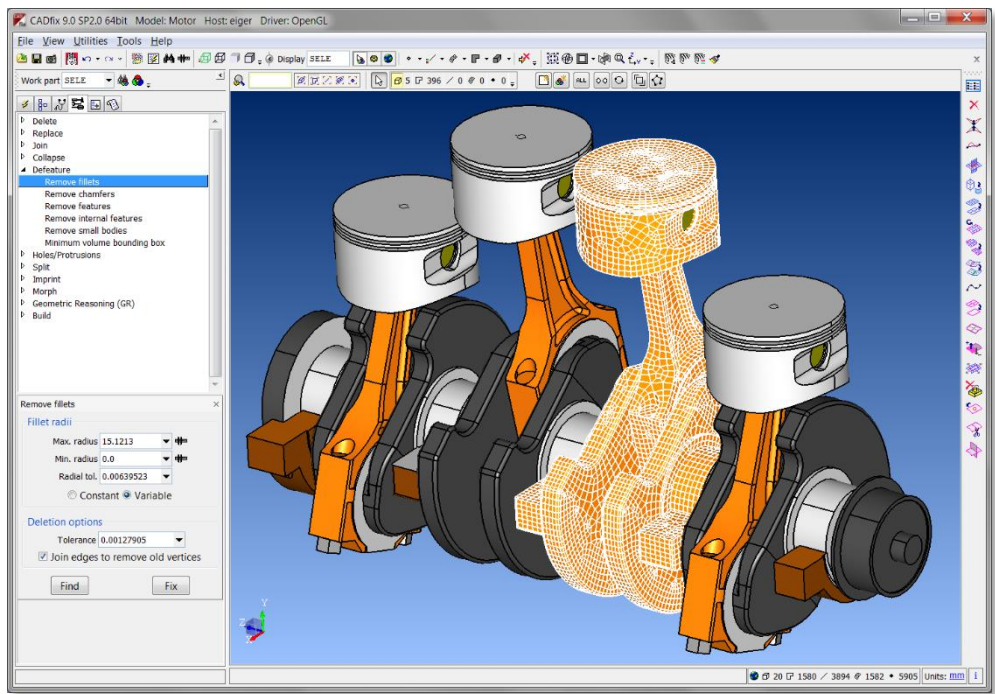 CADfix 9.0 SP2.0 64bit Model: Motor Host: eiger Driver: OpenGL
File View Utilities Tools Help
Display SELE
Work part SELE
5 396 / 0 0 • 0
ALL
Delete
Replace
Join
Collapse
Defeature
Remove fillets
Remove chamfers
Remove features
Remove internal features
Remove small bodies
Minimum volume bounding box
Holes/Protrusions
Split
Imprint
Morph
Geometric Reasoning (GR)
Build
Remove fillets
Fillet radii
Max. radius 15.1213
Min. radius 0.0
Radial tol. 0.00639523
Constant Variable
Deletion options
Tolerance 0.00127905
Join edges to remove old vertices
Find Fix
Y
Z
X
20 1580 / 3894 1582 • 5905 Units: mm i